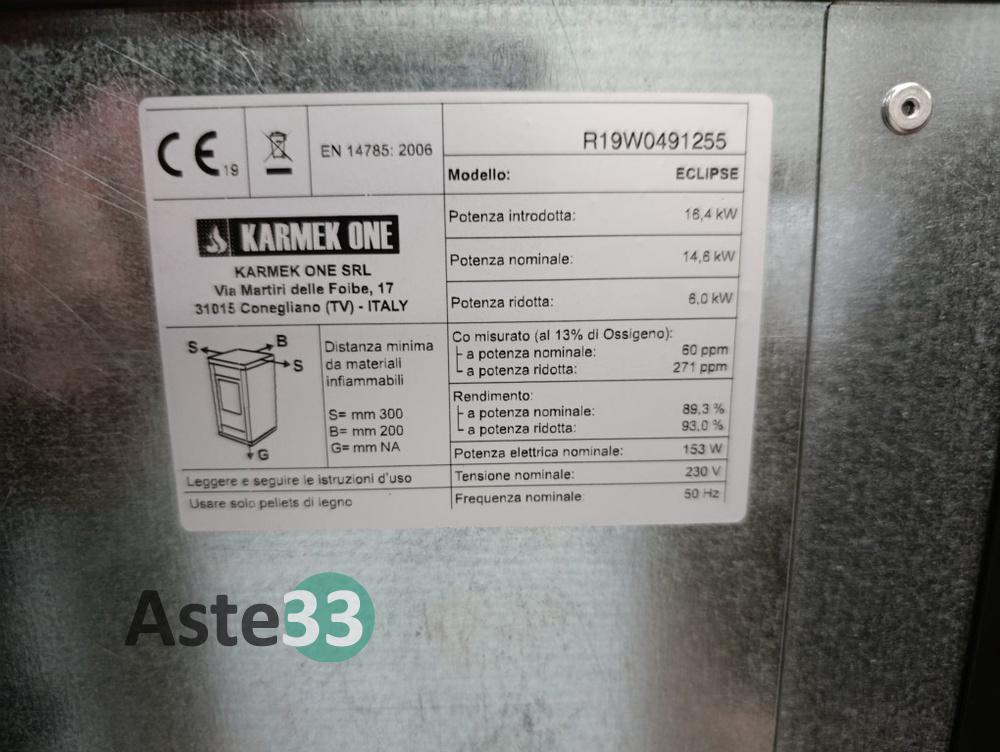 CE 19
EN 14785: 2006
R19W0491255
Modello: ECLIPSE
KARMEK ONE
KARMEK ONE SRL
Via Martiri delle Foibe, 17
31015 Conegliano (TV) - ITALY
Potenza introdotta: 16,4 kW
Potenza nominale: 14,6 kW
Potenza ridotta: 6,0 kW
S B S G
Distanza minima
da materiali
infiammabili
S= mm 300
B= mm 200
G= mm NA
Co misurato (al 13% di Ossigeno):
a potenza nominale: 60 ppm
a potenza ridotta: 271 ppm
Rendimento:
a potenza nominale: 89,3 %
a potenza ridotta: 93,0 %
Potenza elettrica nominale: 153 W
Tensione nominale: 230 V
Frequenza nominale: 50 Hz
Leggere e seguire le istruzioni d'uso
Usare solo pellets di legno
Aste33